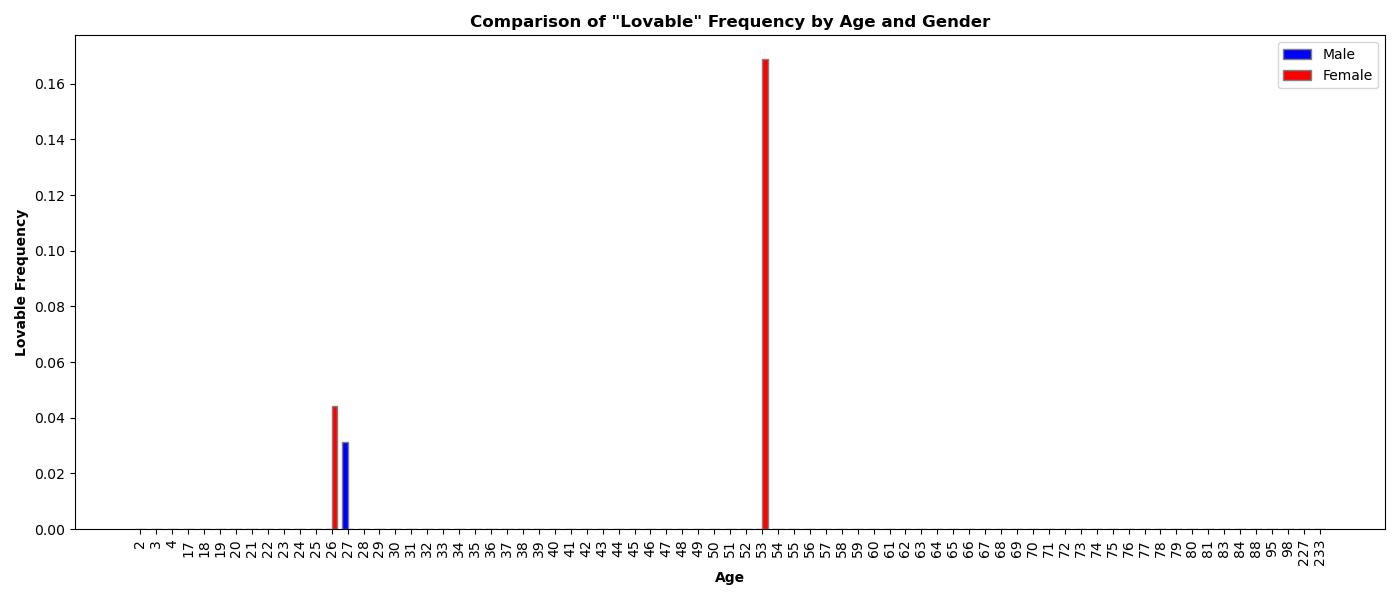 Comparison of "Lovable" Frequency by Age and Gender
Male
Female
Lovable Frequency
0.16
0.14
0.12
0.10
0.08
0.06
0.04
0.02
0.00
2 3 4 17 18 19 20 21 22 23 24 25 26 27 28 29 30 31 32 33 34 35 36 37 38 39 40 41 42 43 44 45 46 47 48 49 50 51 52 53 54 55 56 57 58 59 60 61 62 63 64 65 66 67 68 69 70 71 72 73 74 75 76 77 78 79 80 81 83 84 88 95 98 227 233
Age